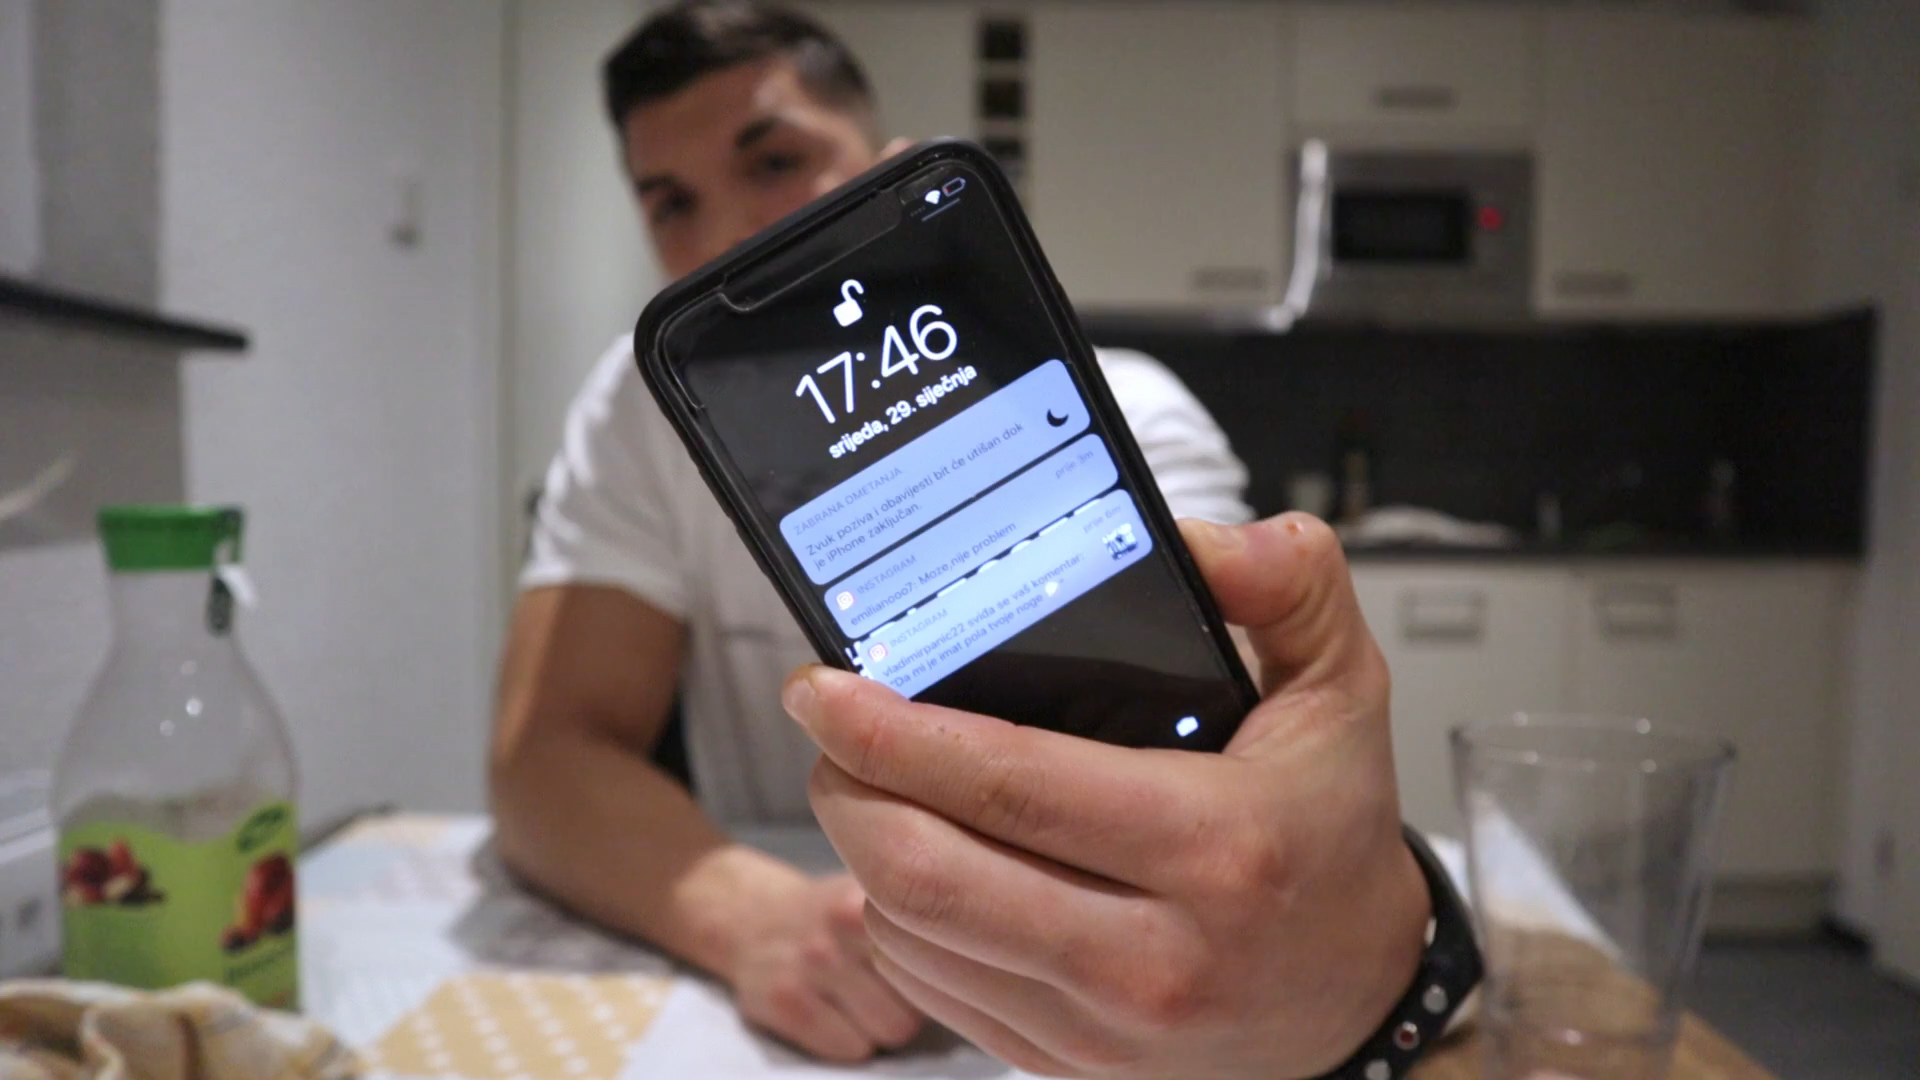 17:46
srijeda, 29. siječnja
ZABRANA OMETANJA
Zvuk poziva i obavijesti bit će utišan dok
je iPhone zaključan.
INSTAGRAM prije 3m
emilianooo7: Moze,nije problem
INSTAGRAM prije 6m
vladimirpanic22 sviđa se vaš komentar:
"Da mi je imat pola tvoje noge